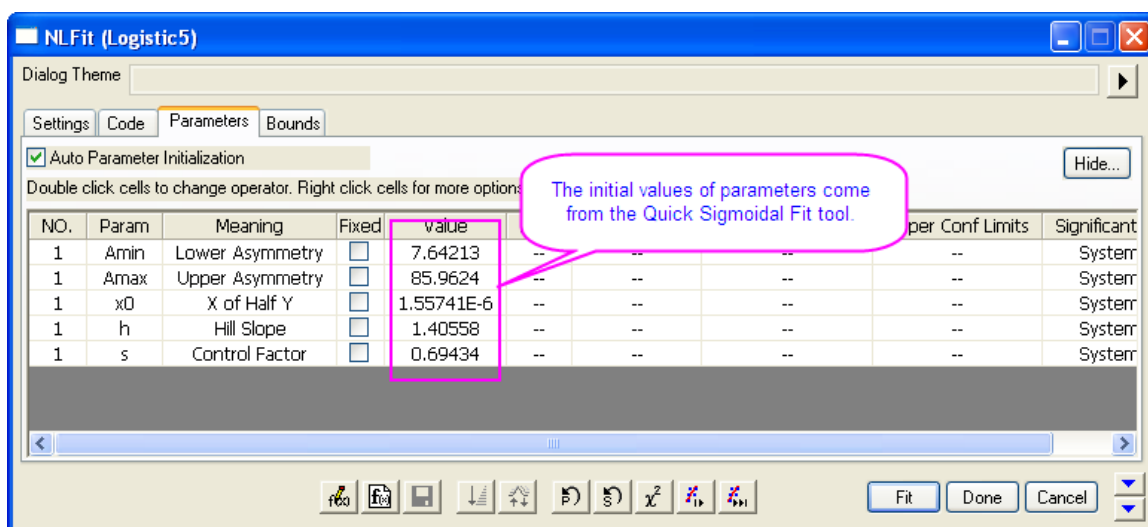 NLFit (Logistic5)
Dialog Theme
Settings Code Parameters Bounds
Auto Parameter Initialization
Hide...
Double click cells to change operator. Right click cells for more options
The initial values of parameters come
from the Quick Sigmoidal Fit tool.
NO. Param Meaning Fixed Value per Conf Limits Significant
1 Amin Lower Asymmetry 7.64213 -- -- -- -- System
1 Amax Upper Asymmetry 85.9624 -- -- -- -- System
1 x0 X of Half Y 1.55741E-6 -- -- -- -- System
1 h Hill Slope 1.40558 -- -- -- -- System
1 s Control Factor 0.69434 -- -- -- -- System
Fit Done Cancel